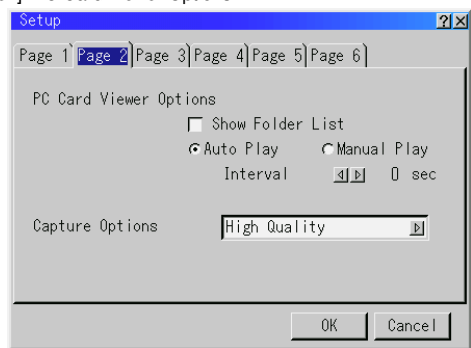 Setup
Page 1 Page 2 Page 3 Page 4 Page 5 Page 6
PC Card Viewer Options
Show Folder List
Auto Play Manual Play
Interval 0 sec
Capture Options High Quality
OK Cancel